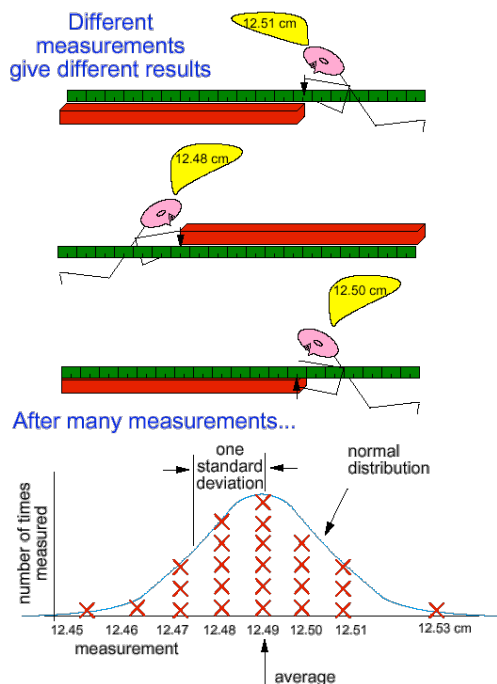 Different
measurements
give different results
12.51 cm
12.48 cm
12.50 cm
After many measurements...
one
standard
deviation
normal
distribution
number of times
measured
12.45 12.46 12.47 12.48 12.49 12.50 12.51 12.53 cm
measurement
average